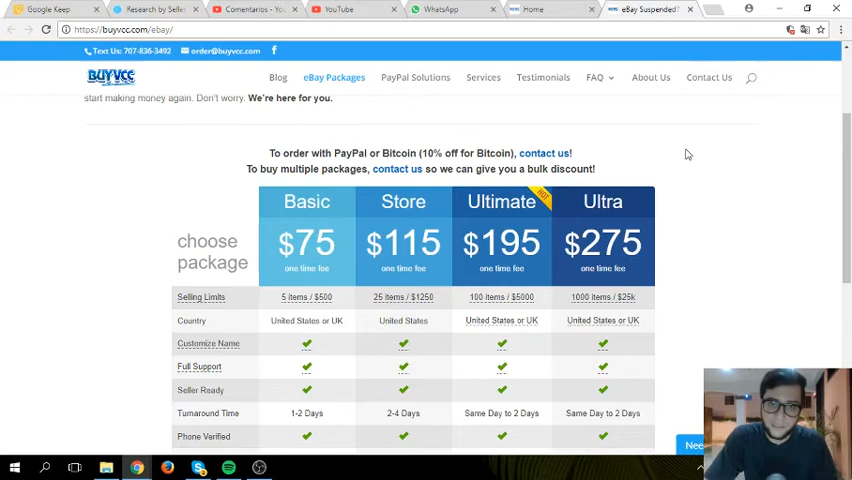 Google Keep
Research by Selle
Comentarios - Yo
YouTube
WhatsApp
Home
eBay Suspended?
https://buyvcc.com/ebay/
Text Us: 707-836-3492
order@buyvcc.com
BUYVCC
Blog
eBay Packages
PayPal Solutions
Services
Testimonials
FAQ
About Us
Contact Us
start making money again. Don't worry. We're here for you.
To order with PayPal or Bitcoin (10% off for Bitcoin), contact us!
To buy multiple packages, contact us so we can give you a bulk discount!
choose package
Basic
Store
Ultimate
HOT
Ultra
$75
$115
$195
$275
one time fee
one time fee
one time fee
one time fee
Selling Limits
5 items / $500
25 items / $1250
100 items / $5000
1000 items / $25k
Country
United States or UK
United States
United States or UK
United States or UK
Customize Name
Full Support
Seller Ready
Turnaround Time
1-2 Days
2-4 Days
Same Day to 2 Days
Same Day to 2 Days
Phone Verified
Nee